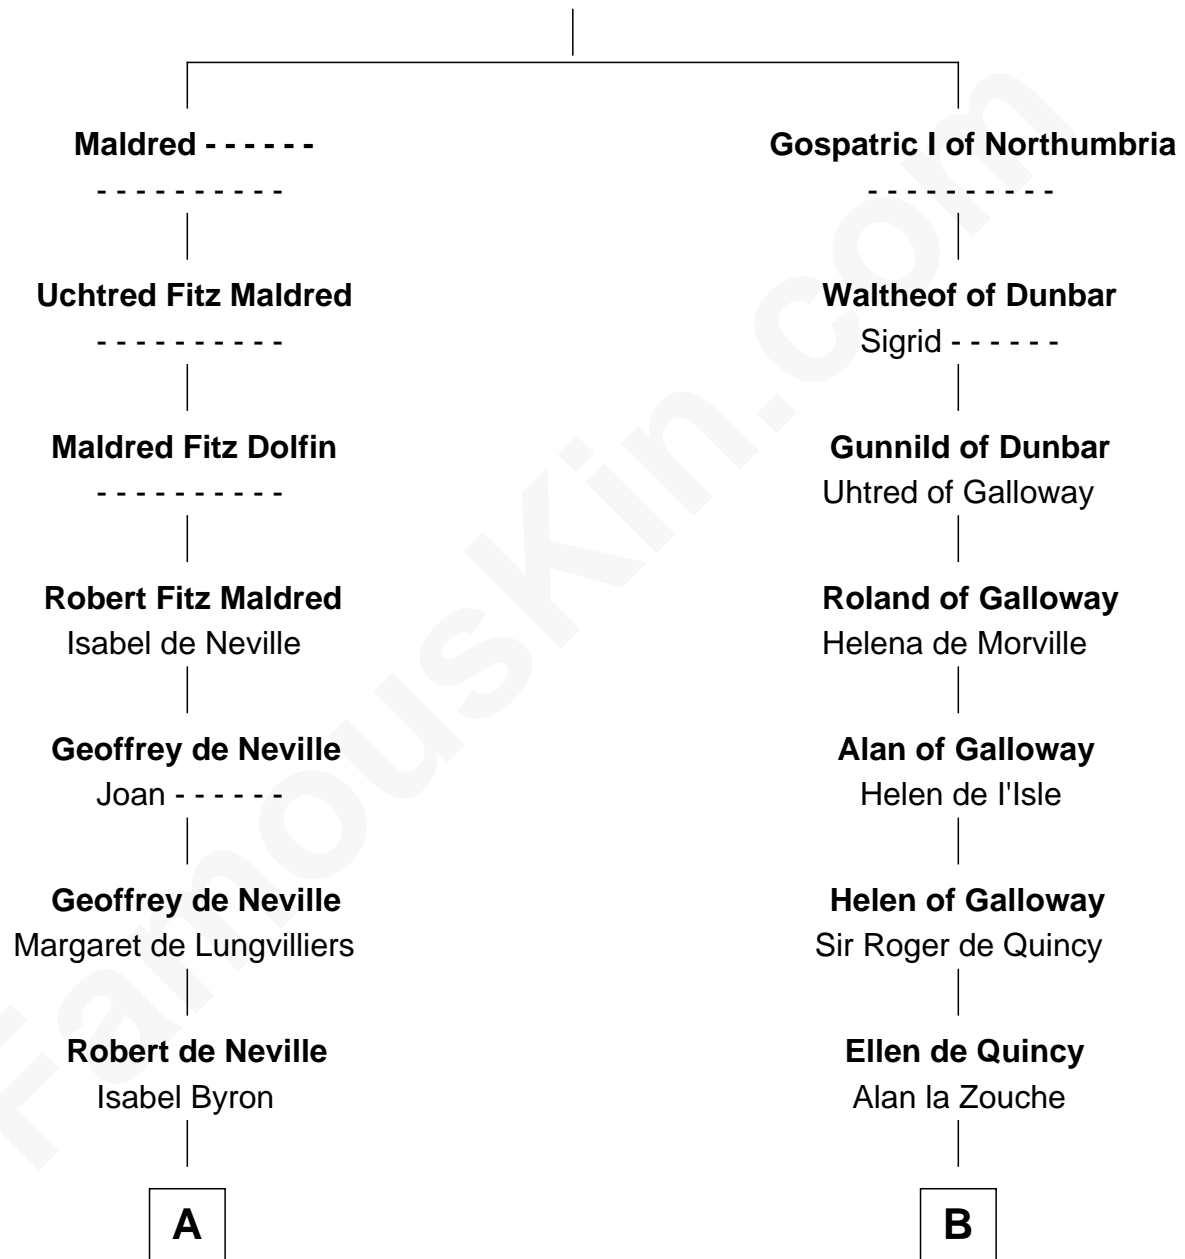 Maldred - - - - - -
- - - - - - - - - -
Uchtred Fitz Maldred
- - - - - - - - - -
Maldred Fitz Dolfin
- - - - - - - - - -
Robert Fitz Maldred
Isabel de Neville
Geoffrey de Neville
Joan - - - - - -
Geoffrey de Neville
Margaret de Lungvilliers
Robert de Neville
Isabel Byron
A
Gospatric I of Northumbria
- - - - - - - - - -
Waltheof of Dunbar
Sigrid - - - - - -
Gunnild of Dunbar
Uhtred of Galloway
Roland of Galloway
Helena de Morville
Alan of Galloway
Helen de I'Isle
Helen of Galloway
Sir Roger de Quincy
Ellen de Quincy
Alan la Zouche
B
FamousKin.com